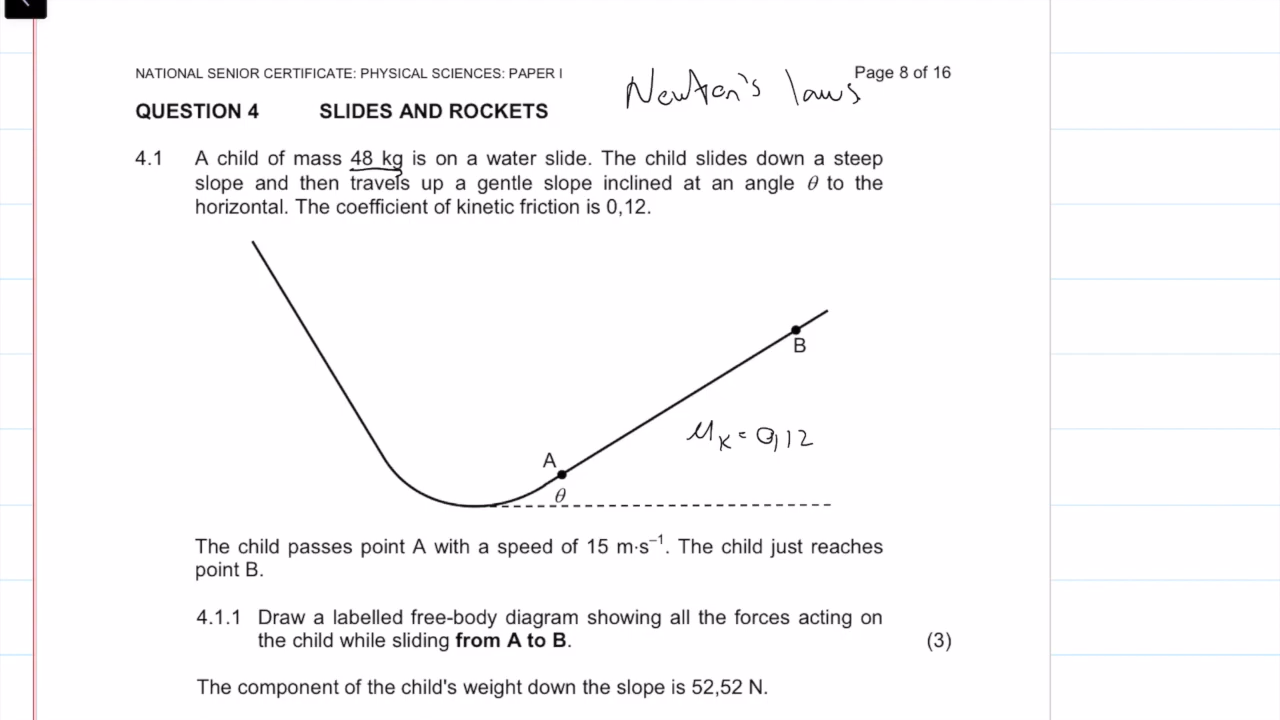 NATIONAL SENIOR CERTIFICATE: PHYSICAL SCIENCES: PAPER I
Newton's laws
Page 8 of 16
QUESTION 4 SLIDES AND ROCKETS
4.1 A child of mass 48 kg is on a water slide. The child slides down a steep
slope and then travels up a gentle slope inclined at an angle θ to the
horizontal. The coefficient of kinetic friction is 0,12.
B
μK = 0,12
A
θ
The child passes point A with a speed of 15 m·s⁻¹. The child just reaches
point B.
4.1.1 Draw a labelled free-body diagram showing all the forces acting on
the child while sliding from A to B. (3)
The component of the child's weight down the slope is 52,52 N.